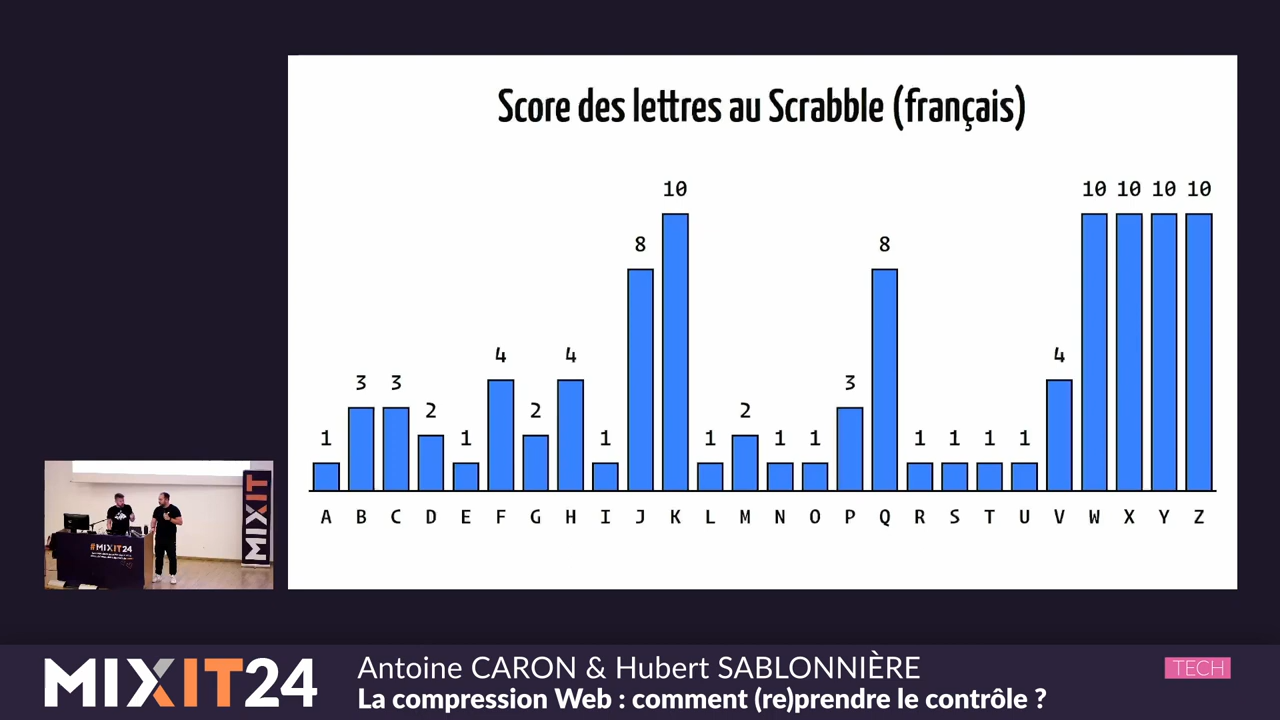 Score des lettres au Scrabble (français)
10 10 10 10 10
8 8
4 4 4
3 3 3
2 2 2
1 1 1 1 1 1 1 1 1 1
A B C D E F G H I J K L M N O P Q R S T U V W X Y Z
MIXIT
#MIXIT24
MIXIT24
Antoine CARON & Hubert SABLONNIÈRE
TECH
La compression Web : comment (re)prendre le contrôle ?